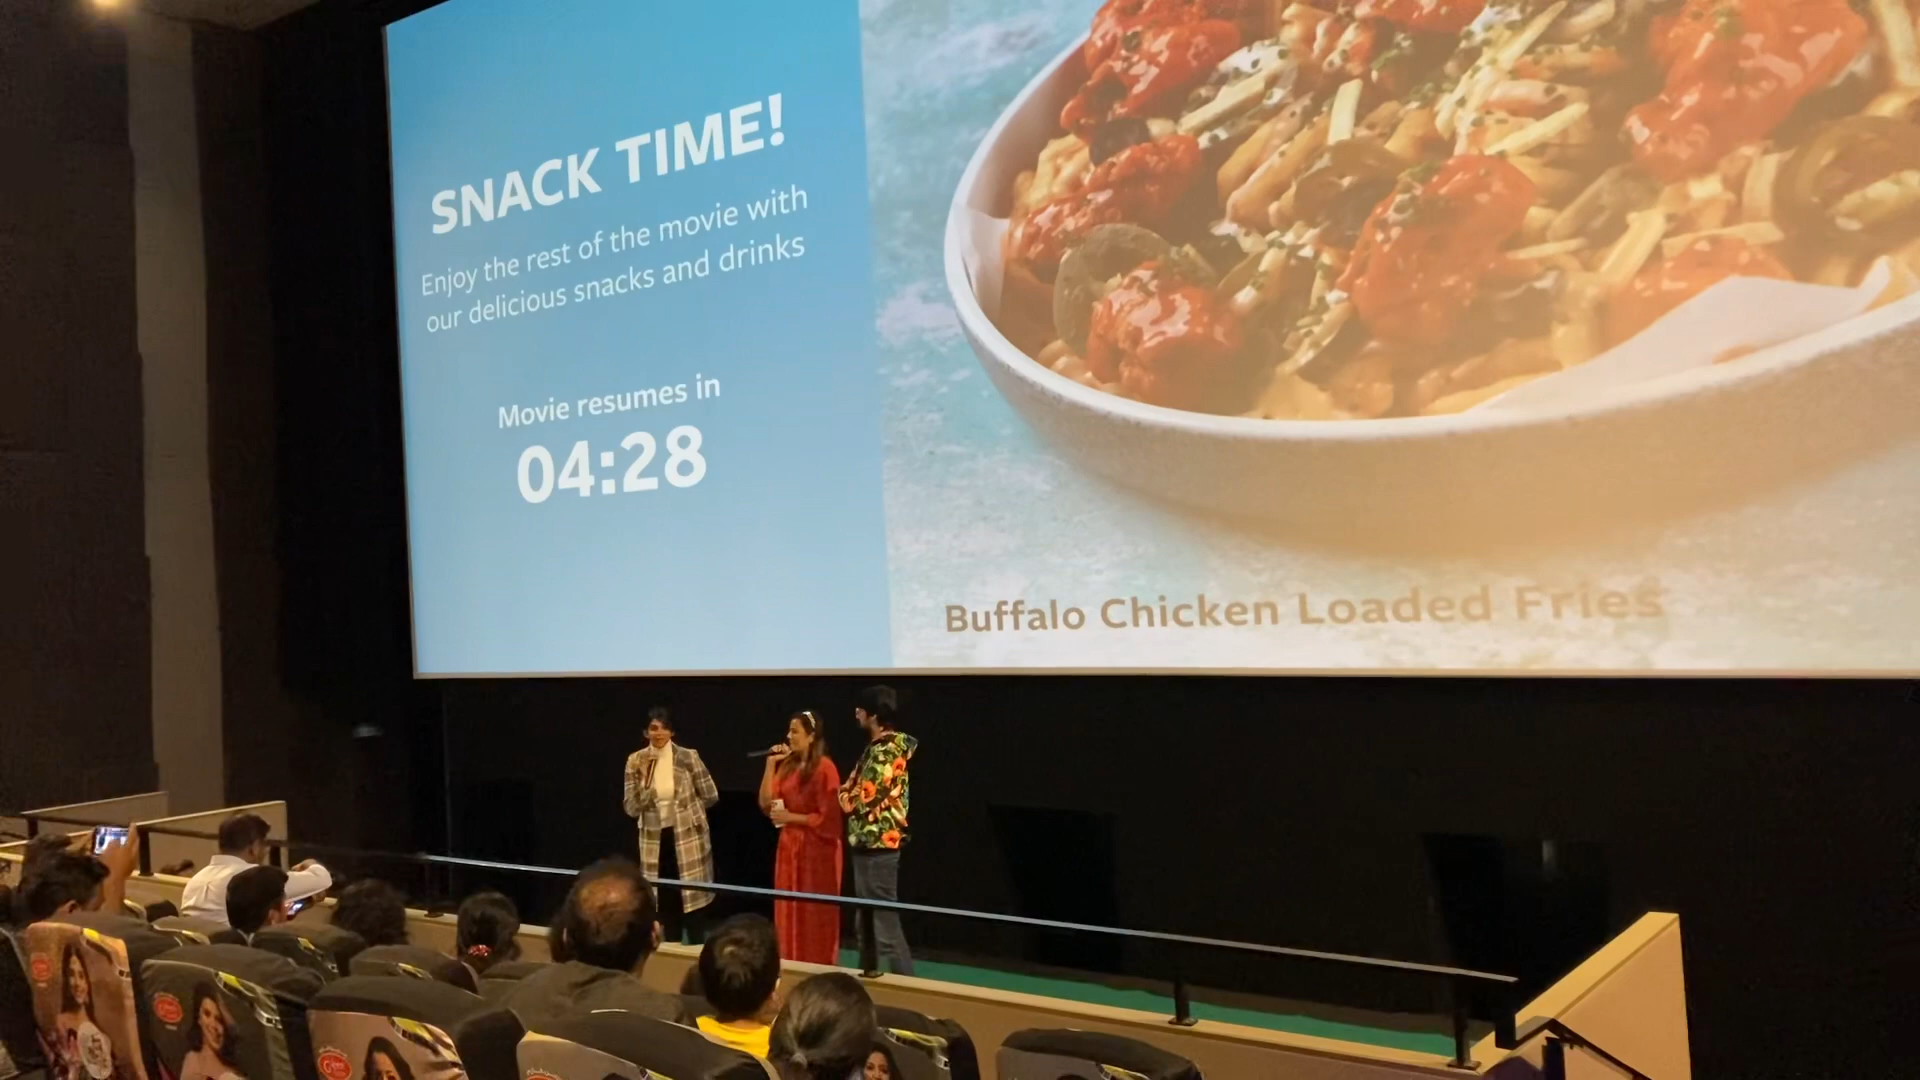 SNACK TIME!
Enjoy the rest of the movie with
our delicious snacks and drinks
Movie resumes in
04:28
Buffalo Chicken Loaded Fries